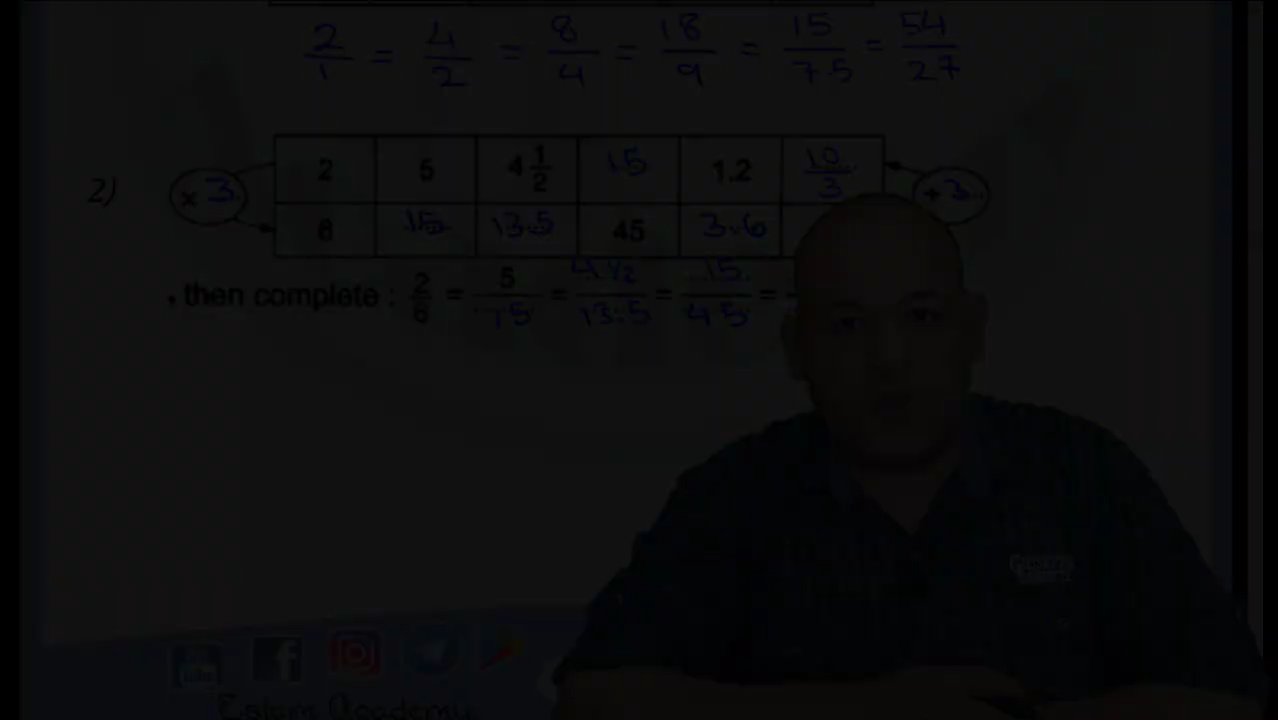 2/1 = 4/2 = 8/4 = 18/9 = 15/7.5 = 54/27
2)
× 3 2 5 4 1/2 15 1.2 10/3 ÷ 3
6 15 13.5 45 3.6
• then complete : 2/6 = 5/15 = 4 1/2/13.5 = 15/45 =
Eslam Academy